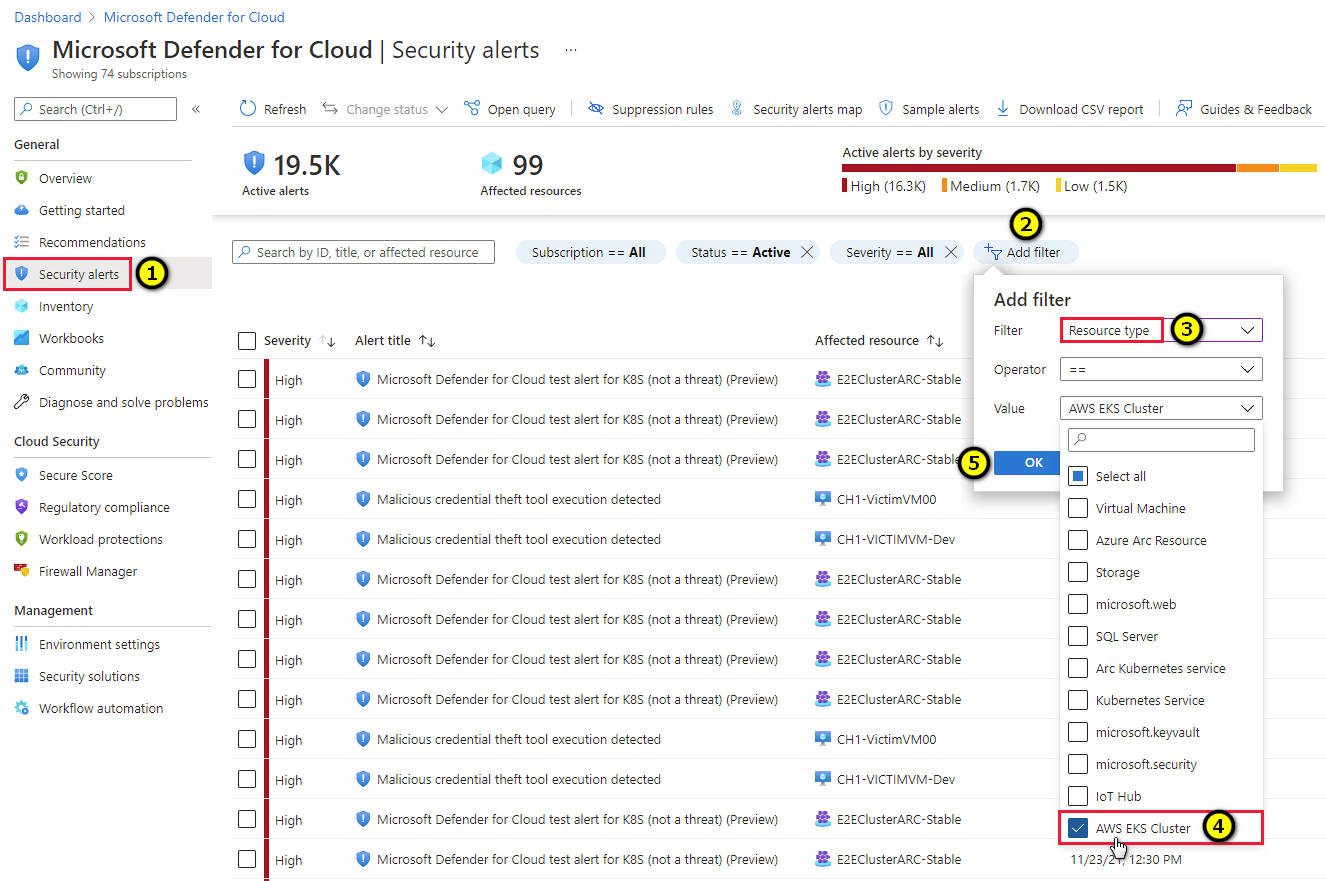 Dashboard > Microsoft Defender for Cloud
Microsoft Defender for Cloud | Security alerts ...
Showing 74 subscriptions
Search (Ctrl+/) «
Refresh Change status Open query Suppression rules Security alerts map Sample alerts Download CSV report Guides & Feedback
General
Overview
Getting started
Recommendations
Security alerts 1
Inventory
Workbooks
Community
Diagnose and solve problems
Cloud Security
Secure Score
Regulatory compliance
Workload protections
Firewall Manager
Management
Environment settings
Security solutions
Workflow automation
19.5K
Active alerts
99
Affected resources
Active alerts by severity
High (16.3K) Medium (1.7K) Low (1.5K)
2
Search by ID, title, or affected resource Subscription == All Status == Active Severity == All Add filter
Add filter
Filter Resource type 3
Operator ==
Value AWS EKS Cluster
5 OK
Select all
Virtual Machine
Azure Arc Resource
Storage
microsoft.web
SQL Server
Arc Kubernetes service
Kubernetes Service
microsoft.keyvault
microsoft.security
IoT Hub
AWS EKS Cluster 4
Severity Alert title Affected resource
High Microsoft Defender for Cloud test alert for K8S (not a threat) (Preview) E2EClusterARC-Stable
High Microsoft Defender for Cloud test alert for K8S (not a threat) (Preview) E2EClusterARC-Stable
High Microsoft Defender for Cloud test alert for K8S (not a threat) (Preview) E2EClusterARC-Stable
High Malicious credential theft tool execution detected CH1-VictimVM00
High Malicious credential theft tool execution detected CH1-VICTIMVM-Dev
High Microsoft Defender for Cloud test alert for K8S (not a threat) (Preview) E2EClusterARC-Stable
High Microsoft Defender for Cloud test alert for K8S (not a threat) (Preview) E2EClusterARC-Stable
High Microsoft Defender for Cloud test alert for K8S (not a threat) (Preview) E2EClusterARC-Stable
High Microsoft Defender for Cloud test alert for K8S (not a threat) (Preview) E2EClusterARC-Stable
High Malicious credential theft tool execution detected CH1-VictimVM00
High Malicious credential theft tool execution detected CH1-VICTIMVM-Dev
High Microsoft Defender for Cloud test alert for K8S (not a threat) (Preview) E2EClusterARC-Stable
High Microsoft Defender for Cloud test alert for K8S (not a threat) (Preview) E2EClusterARC-Stable 12:30 PM